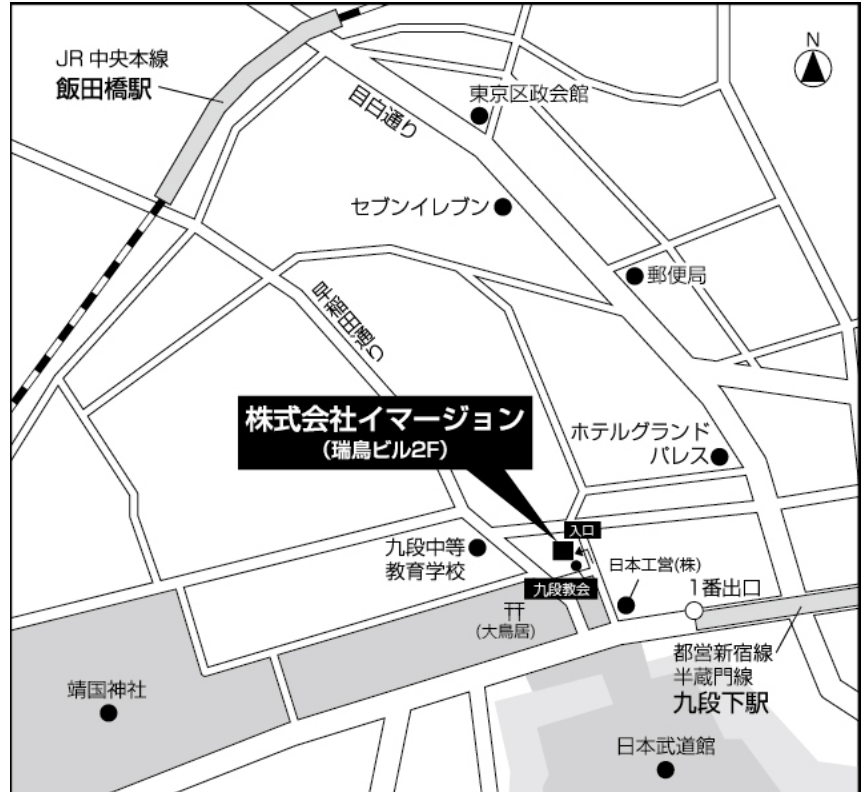 JR 中央本線
飯田橋駅
N
目白通り
東京区政会館
セブンイレブン
郵便局
早稲田通り
株式会社イマージョン
(瑞鳥ビル2F)
ホテルグランド
パレス
入口
九段中等
教育学校
九段教会
日本工営(株)
1番出口
(大鳥居)
都営新宿線
半蔵門線
九段下駅
靖国神社
日本武道館